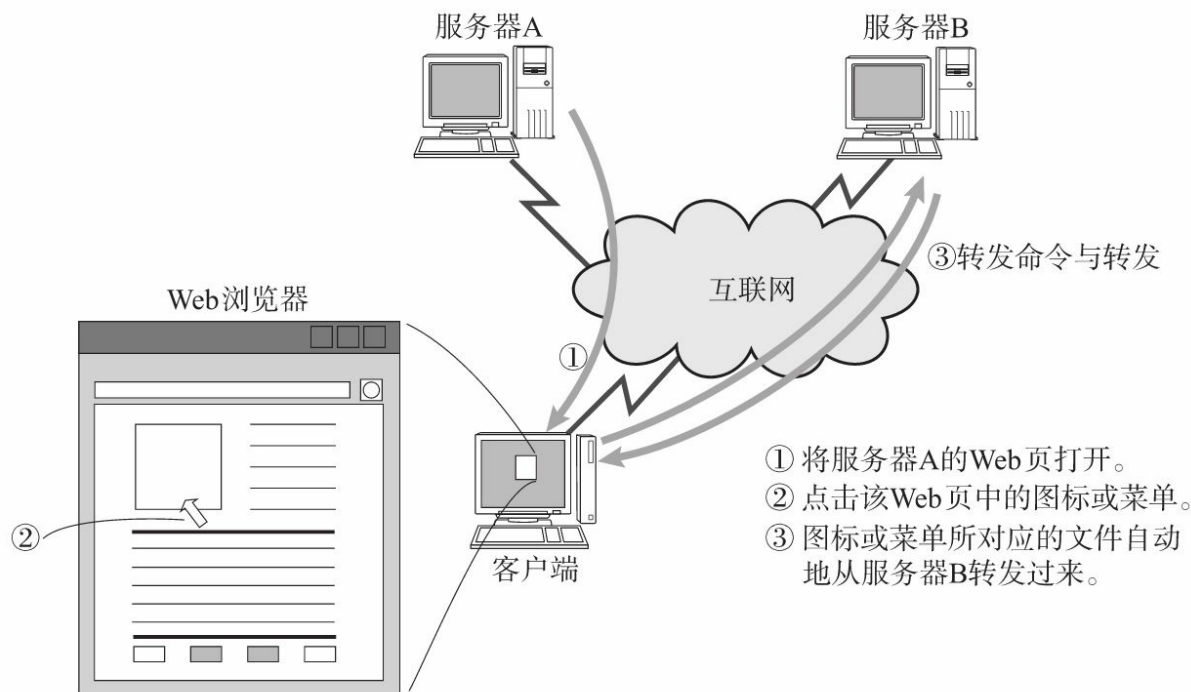 服务器A
服务器B
③转发命令与转发
互联网
Web浏览器
①
②
客户端
① 将服务器A的Web页打开。
② 点击该Web页中的图标或菜单。
③ 图标或菜单所对应的文件自动
地从服务器B转发过来。